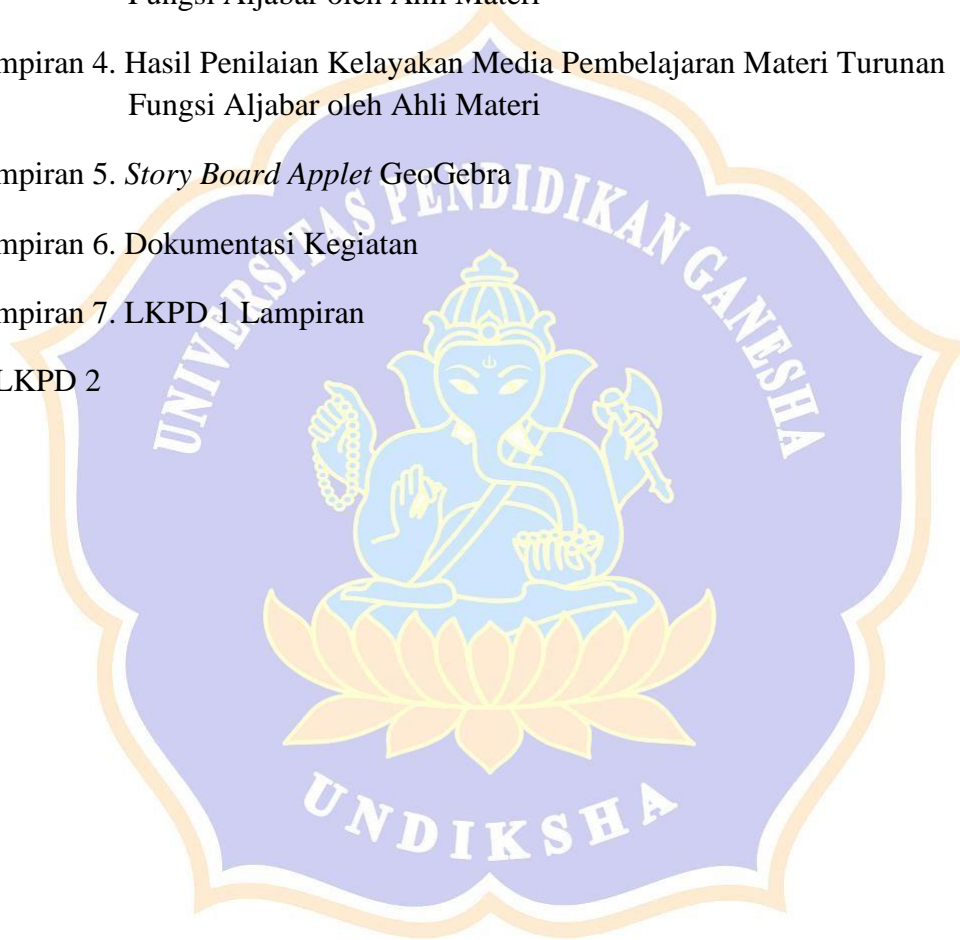 Fungsi Aljabar oleh Ahli Materi
mpiran 4. Hasil Penilaian Kelayakan Media Pembelajaran Materi Turunan
Fungsi Aljabar oleh Ahli Materi
mpiran 5. Story Board Applet GeoGebra
mpiran 6. Dokumentasi Kegiatan
mpiran 7. LKPD 1 Lampiran
LKPD 2
UNIVERSITAS PENDIDIKAN GANESHA
UNDIKSHA